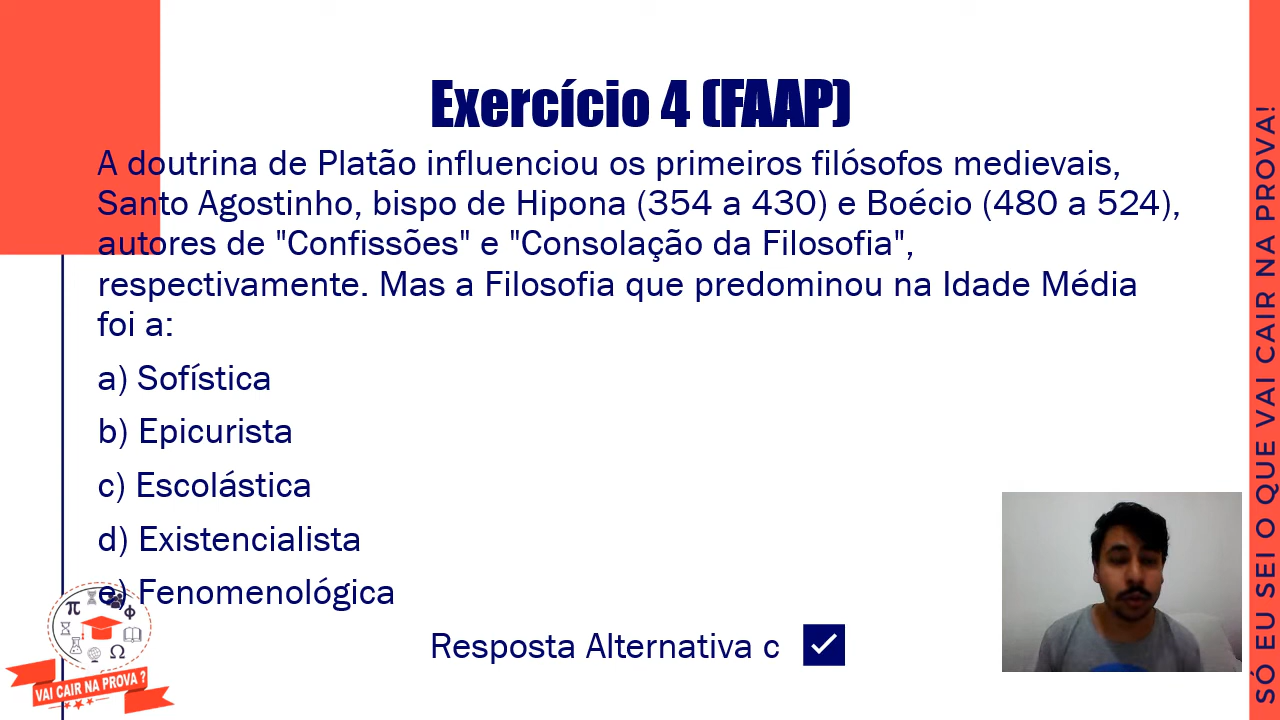 Exercício 4 (FAAP)
A doutrina de Platão influenciou os primeiros filósofos medievais,
Santo Agostinho, bispo de Hipona (354 a 430) e Boécio (480 a 524),
autores de "Confissões" e "Consolação da Filosofia",
respectivamente. Mas a Filosofia que predominou na Idade Média
foi a:
a) Sofística
b) Epicurista
c) Escolástica
d) Existencialista
e) Fenomenológica
Resposta Alternativa c
VAI CAIR NA PROVA ?
SÓ EU SEI O QUE VAI CAIR NA PROVA!
π
Φ
Ω